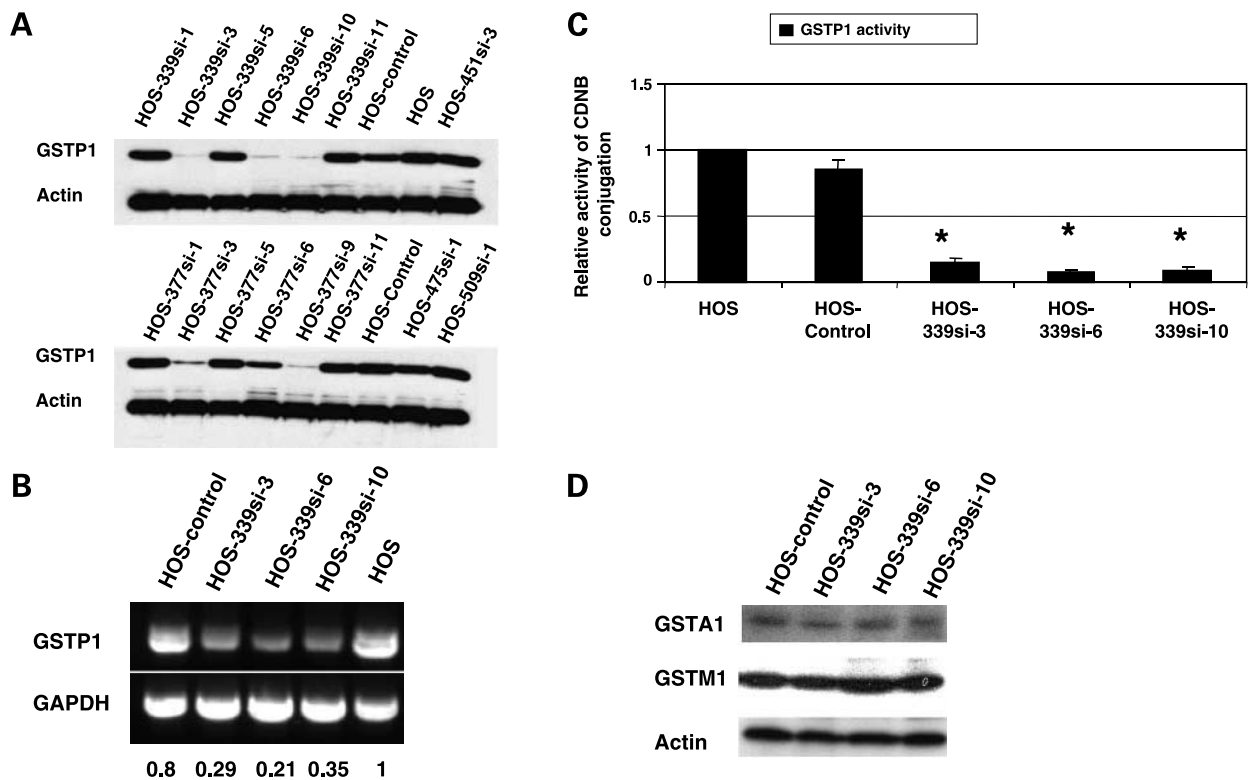 A
HOS-339si-1
HOS-339si-3
HOS-339si-5
HOS-339si-6
HOS-339si-10
HOS-339si-11
HOS-control
HOS
HOS-451si-3
GSTP1
Actin
HOS-377si-1
HOS-377si-3
HOS-377si-5
HOS-377si-6
HOS-377si-9
HOS-377si-11
HOS-Control
HOS-475si-1
HOS-509si-1
GSTP1
Actin
B
HOS-control
HOS-339si-3
HOS-339si-6
HOS-339si-10
HOS
GSTP1
GAPDH
0.8 0.29 0.21 0.35 1
C
GSTP1 activity
Relative activity of CDNB
conjugation
1.5
1
0.5
0
* * *
HOS
HOS-
Control
HOS-
339si-3
HOS-
339si-6
HOS-
339si-10
D
HOS-control
HOS-339si-3
HOS-339si-6
HOS-339si-10
GSTA1
GSTM1
Actin